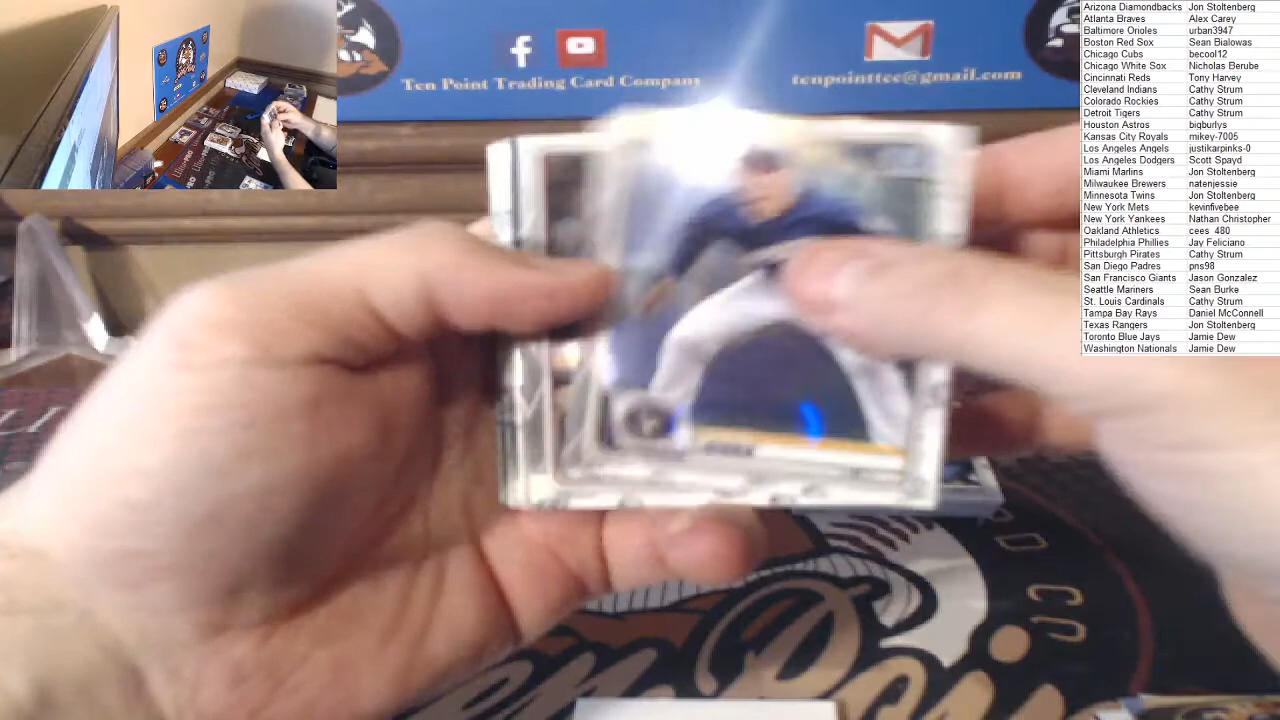 Ten Point Trading Card Company
tenpointtcc@gmail.com
Arizona Diamondbacks Jon Stoltenberg
Atlanta Braves Alex Carey
Baltimore Orioles urban3947
Boston Red Sox Sean Bialowas
Chicago Cubs becool12
Chicago White Sox Nicholas Berube
Cincinnati Reds Tony Harvey
Cleveland Indians Cathy Strum
Colorado Rockies Cathy Strum
Detroit Tigers Cathy Strum
Houston Astros bigburlys
Kansas City Royals mikey-7005
Los Angeles Angels justikarpinks-0
Los Angeles Dodgers Scott Spayd
Miami Marlins Jon Stoltenberg
Milwaukee Brewers natenjessie
Minnesota Twins Jon Stoltenberg
New York Mets kevinfivebee
New York Yankees Nathan Christopher
Oakland Athletics cees_480
Philadelphia Phillies Jay Feliciano
Pittsburgh Pirates Cathy Strum
San Diego Padres pns98
San Francisco Giants Jason Gonzalez
Seattle Mariners Sean Burke
St. Louis Cardinals Cathy Strum
Tampa Bay Rays Daniel McConnell
Texas Rangers Jon Stoltenberg
Toronto Blue Jays Jamie Dew
Washington Nationals Jamie Dew